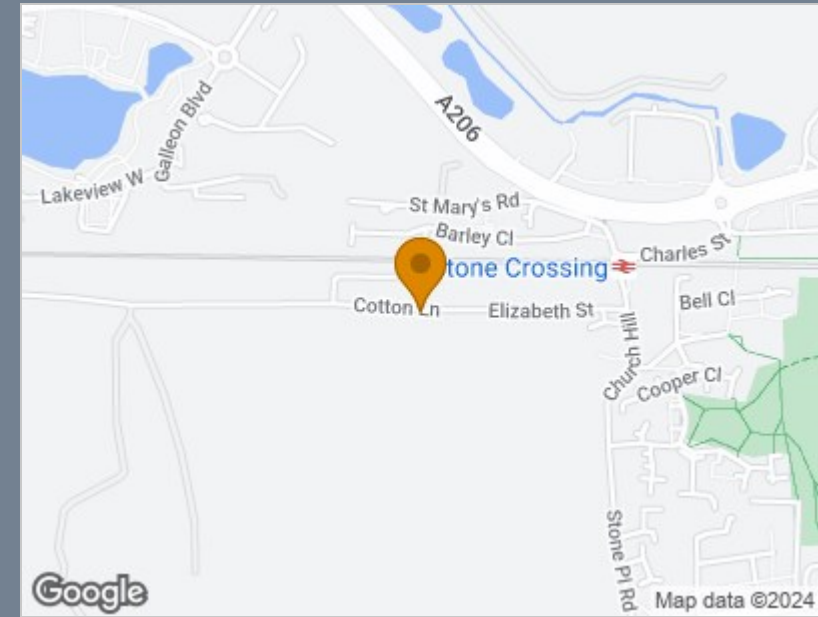 E
A206
Galleon Blvd
Lakeview W
St Mary's Rd
Barley Cl
Charles St
tone Crossing
Cotton Ln
Elizabeth St
Bell Cl
Church Hill
Cooper Cl
Stone Pl Rd
Google
Map data ©2024